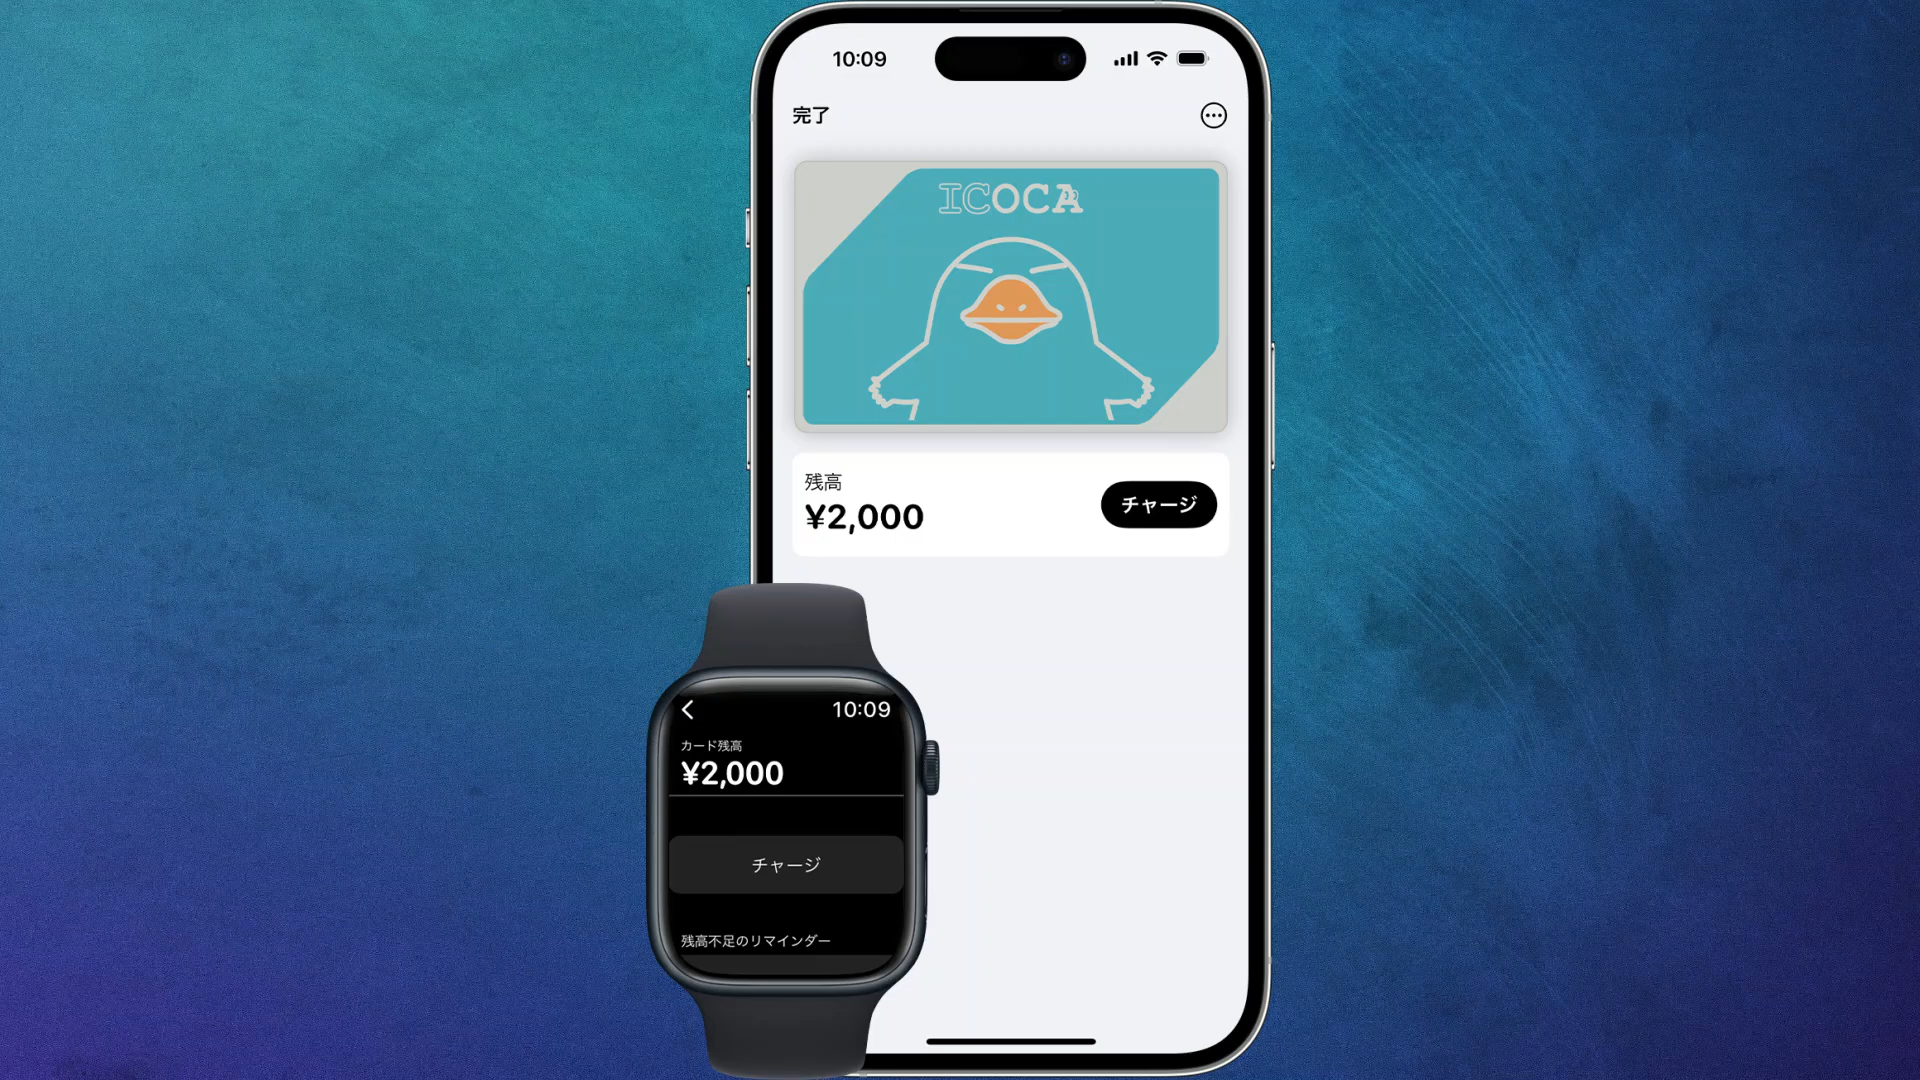 10:09
完了
ICOCA
残高
¥2,000
チャージ
10:09
カード残高
¥2,000
チャージ
残高不足のリマインダー